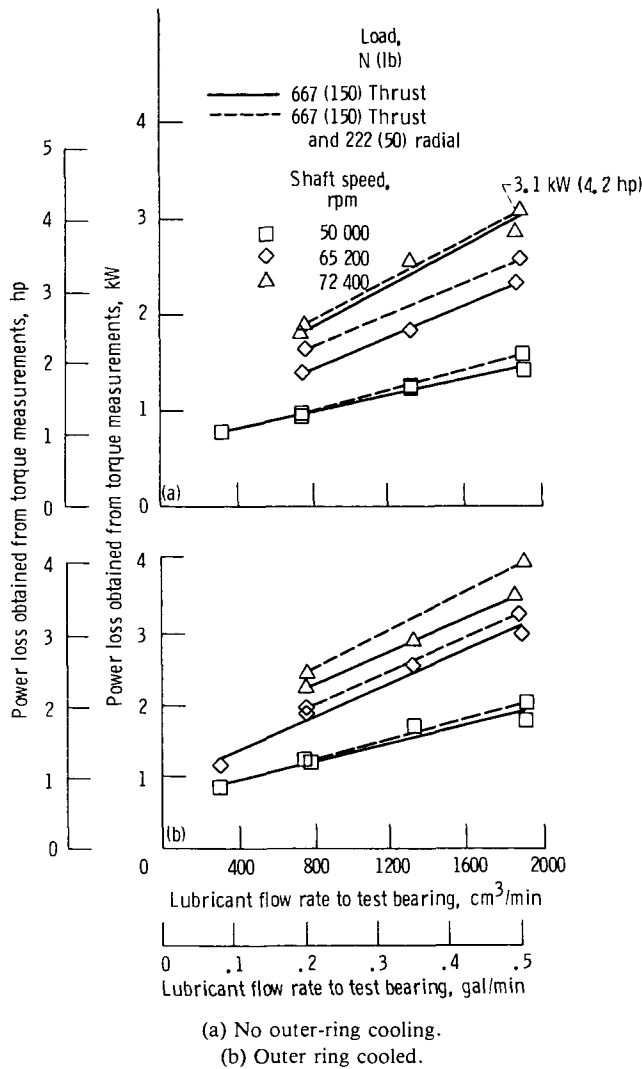 Load,
N (lb)
667 (150) Thrust
667 (150) Thrust
and 222 (50) radial
Shaft speed,
rpm
50 000
65 200
72 400
3.1 kW (4.2 hp)
Power loss obtained from torque measurements, hp
5
4
3
2
1
0
Power loss obtained from torque measurements, kW
4
3
2
1
0
(a)
4
3
2
1
0
4
3
2
1
0
(b)
400
800
1200
1600
2000
Lubricant flow rate to test bearing, cm³/min
0
.1
.2
.3
.4
.5
Lubricant flow rate to test bearing, gal/min
(a) No outer-ring cooling.
(b) Outer ring cooled.